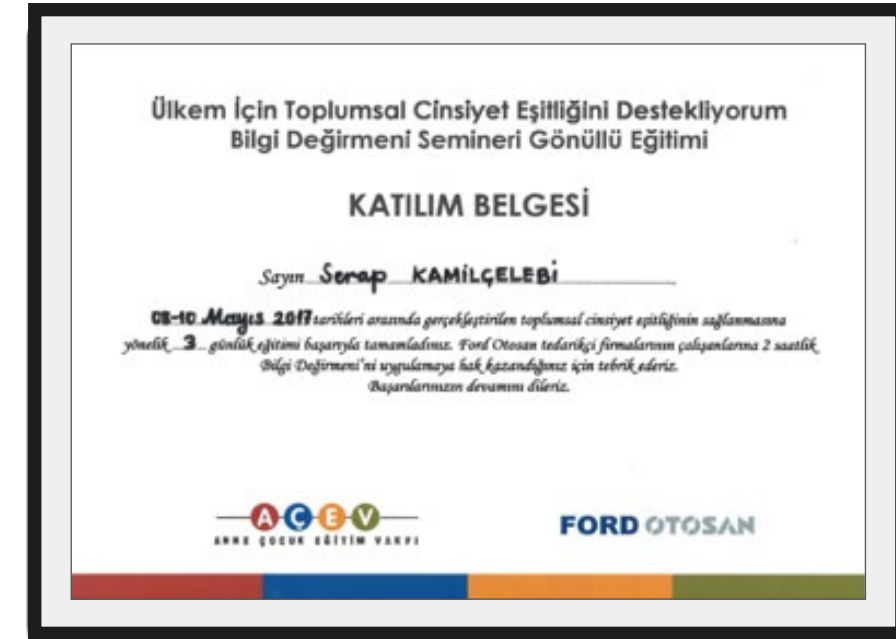 Ülkem İçin Toplumsal Cinsiyet Eşitliğini Destekliyorum
Bilgi Değirmeni Semineri Gönüllü Eğitimi
KATILIM BELGESİ
Sayın Serap KAMİLÇELEBİ
08-10 Mayıs 2017 tarihleri arasında gerçekleştirilen toplumsal cinsiyet eşitliğinin sağlanmasına
yönelik 3 günlük eğitimi başarıyla tamamladınız. Ford Otosan tedarikçi firmalarının çalışanlarına 2 saatlik
Bilgi Değirmeni'ni uygulamaya hak kazandığınız için tebrik ederiz.
Başarılarınızın devamını dileriz.
AÇEV
ANNE ÇOCUK EĞİTİM VAKFI
FORD OTOSAN